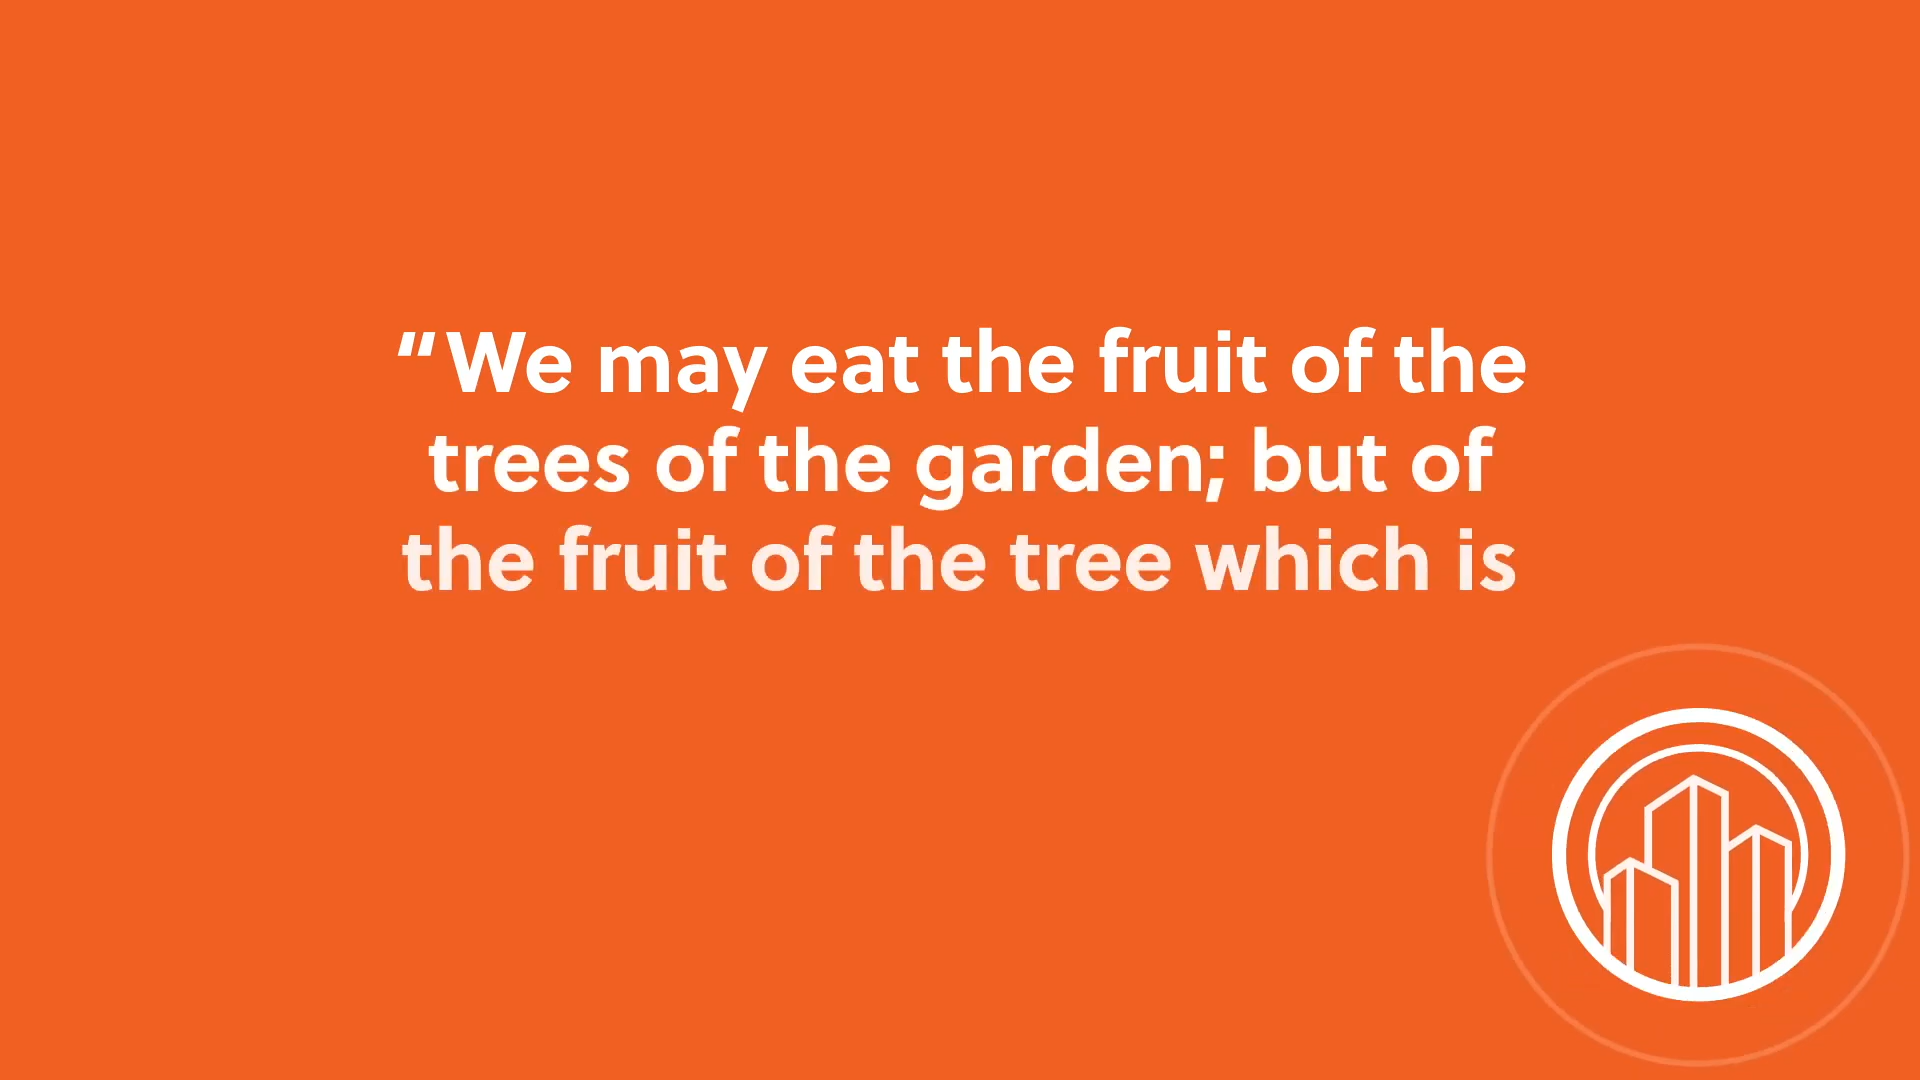 "We may eat the fruit of the
trees of the garden; but of
the fruit of the tree which is